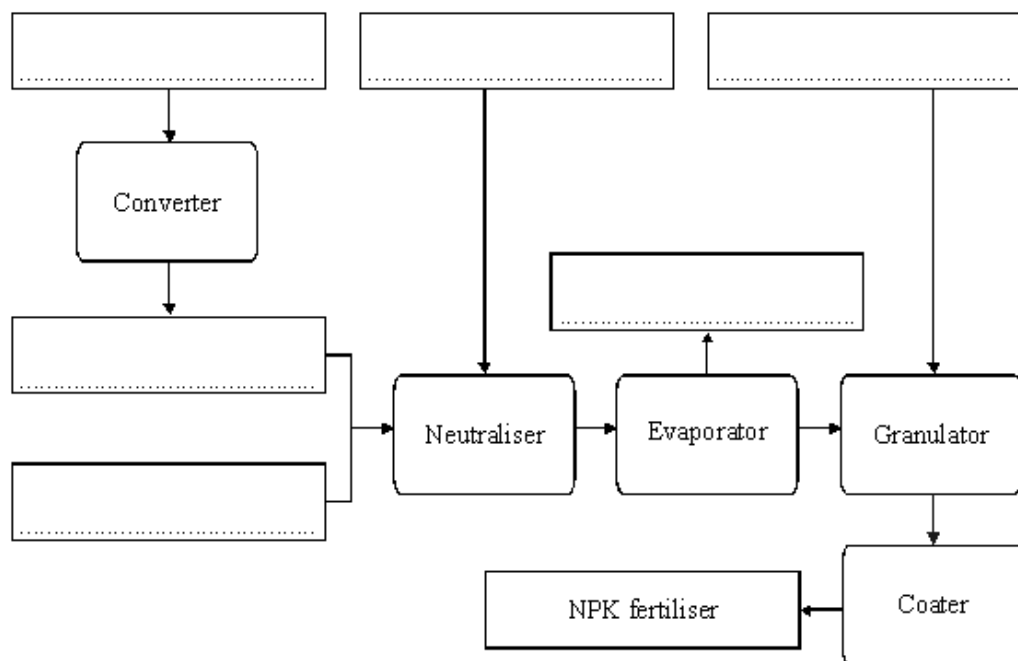 Converter
Neutraliser
Evaporator
Granulator
NPK fertiliser
Coater